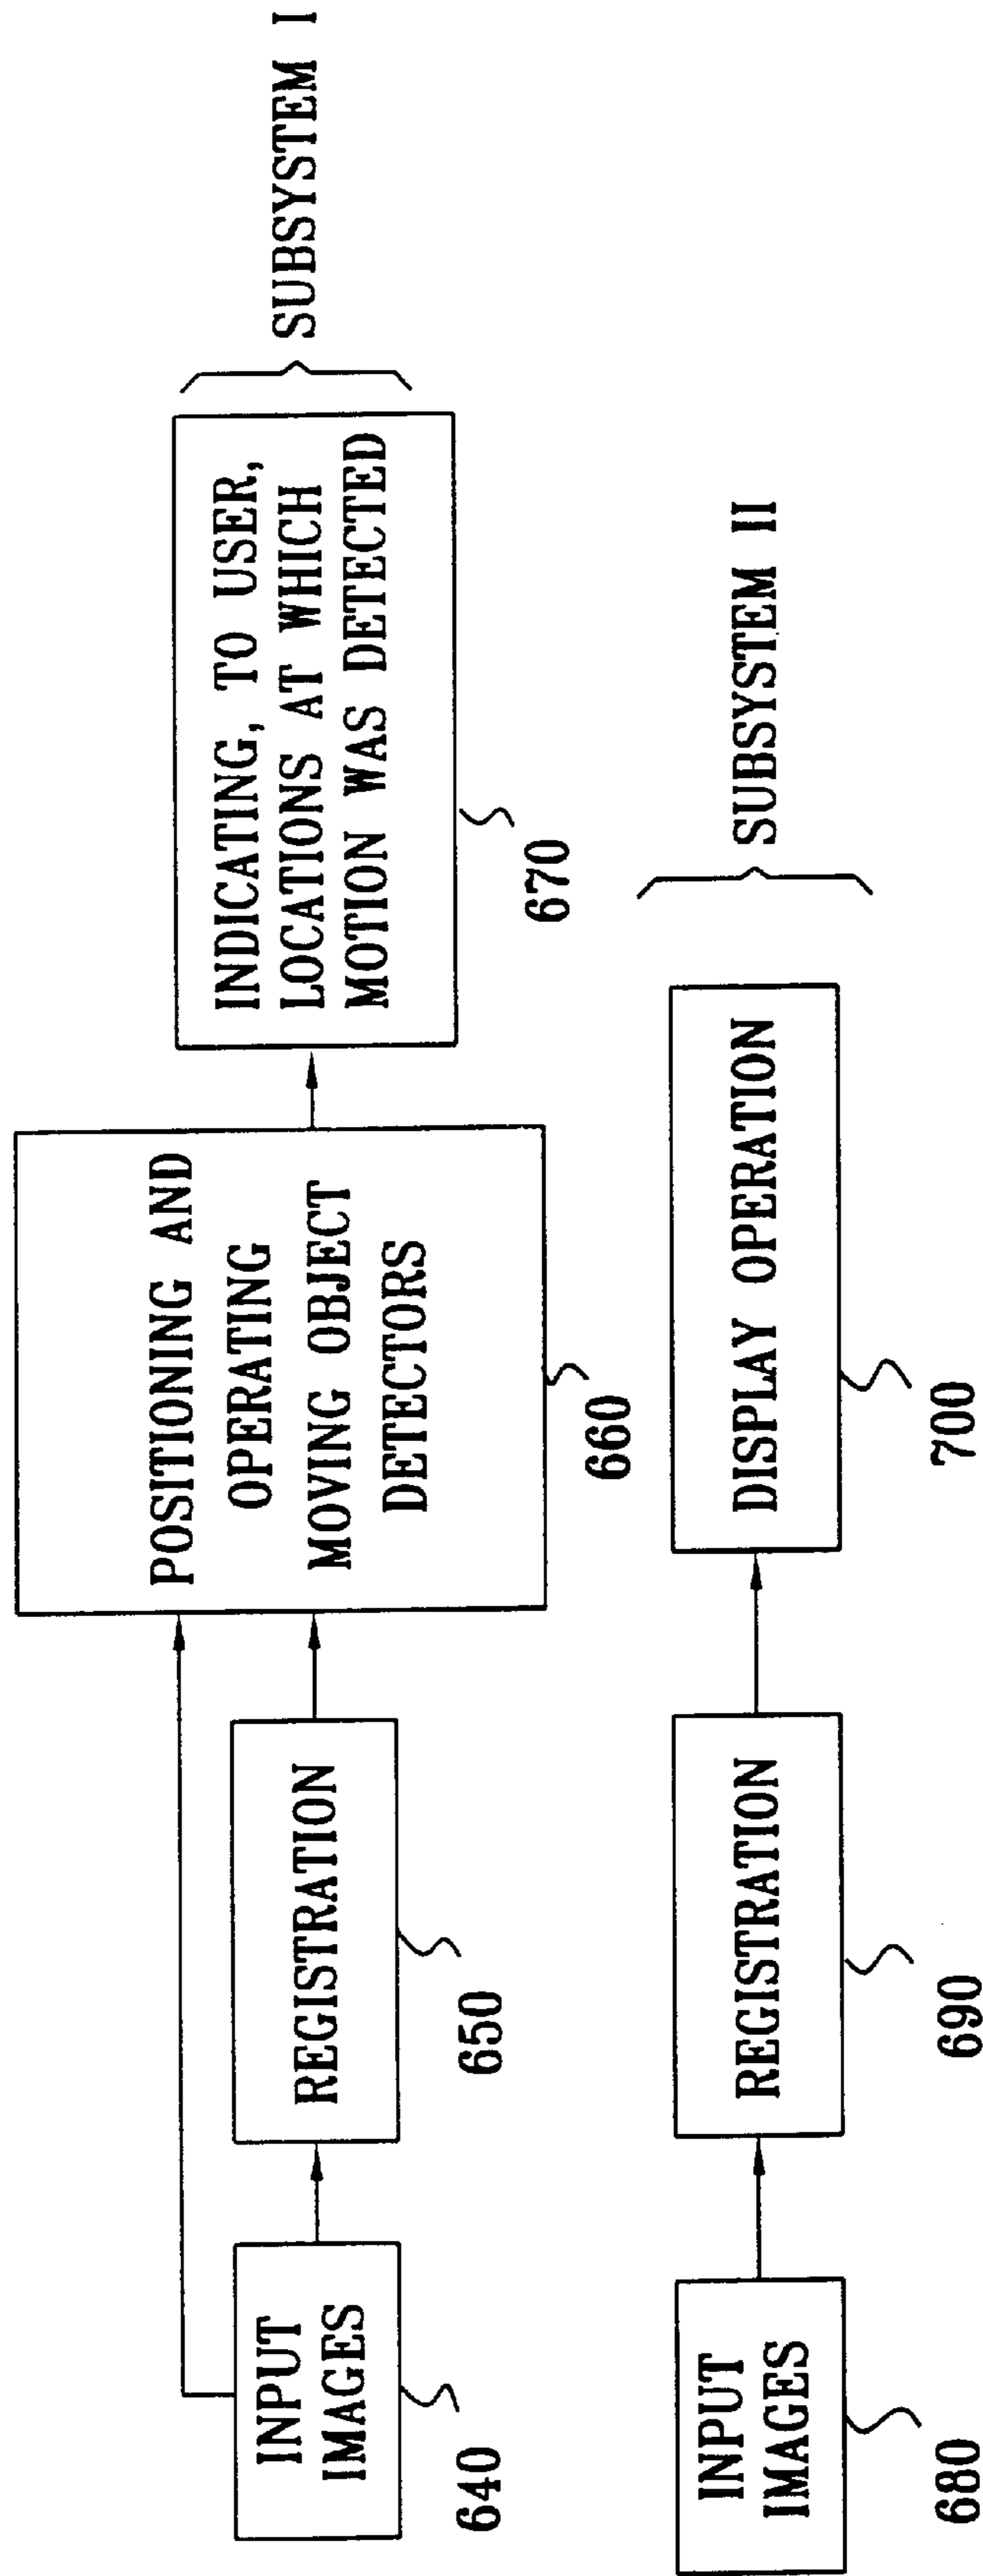 INPUT
IMAGES
640
REGISTRATION
650
POSITIONING AND
OPERATING
MOVING OBJECT
DETECTORS
660
INDICATING, TO USER,
LOCATIONS AT WHICH
MOTION WAS DETECTED
670
SUBSYSTEM I
INPUT
IMAGES
680
REGISTRATION
690
DISPLAY OPERATION
700
SUBSYSTEM II